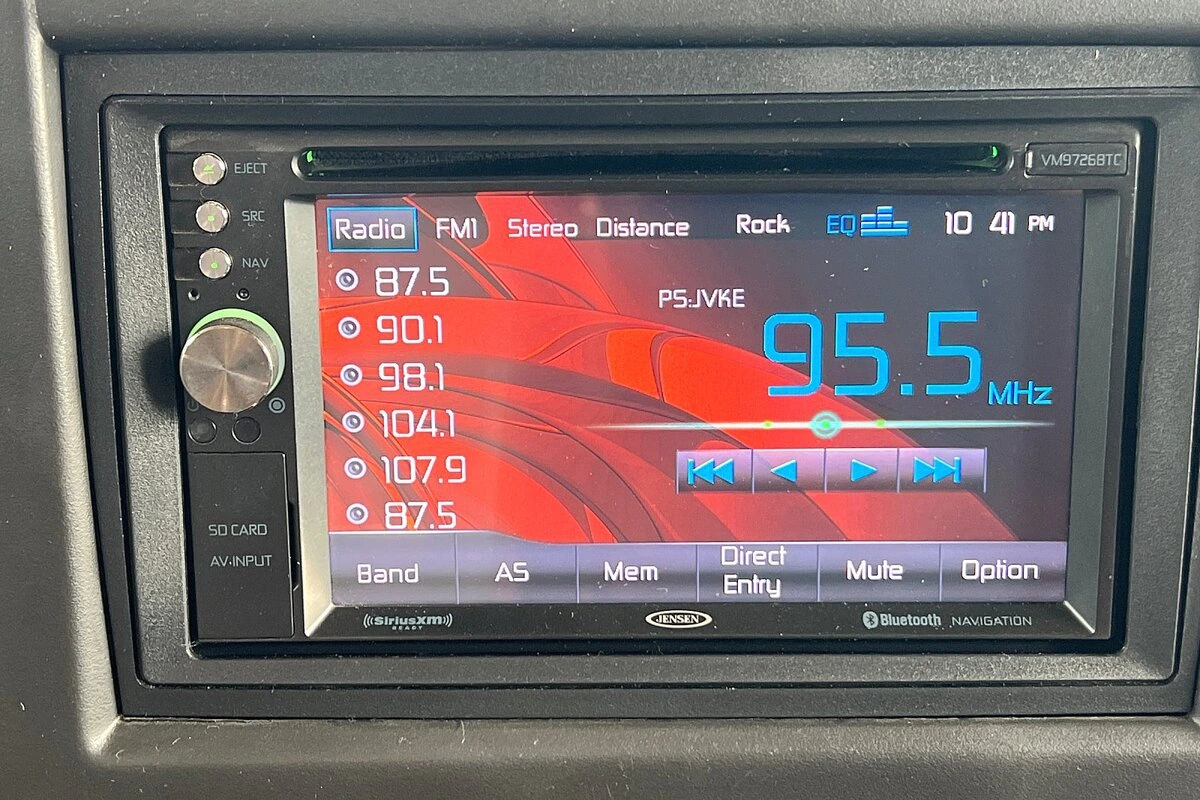 EJECT
VM9726BTC
SRC
NAV
Radio FM1 Stereo Distance Rock EQ 10 41 PM
87.5
PS:JVKE
90.1
95.5 MHz
98.1
104.1
107.9
87.5
SD CARD
AV·INPUT
Band AS Mem Direct Entry Mute Option
((SiriusXM))
READY
JENSEN
Bluetooth NAVIGATION